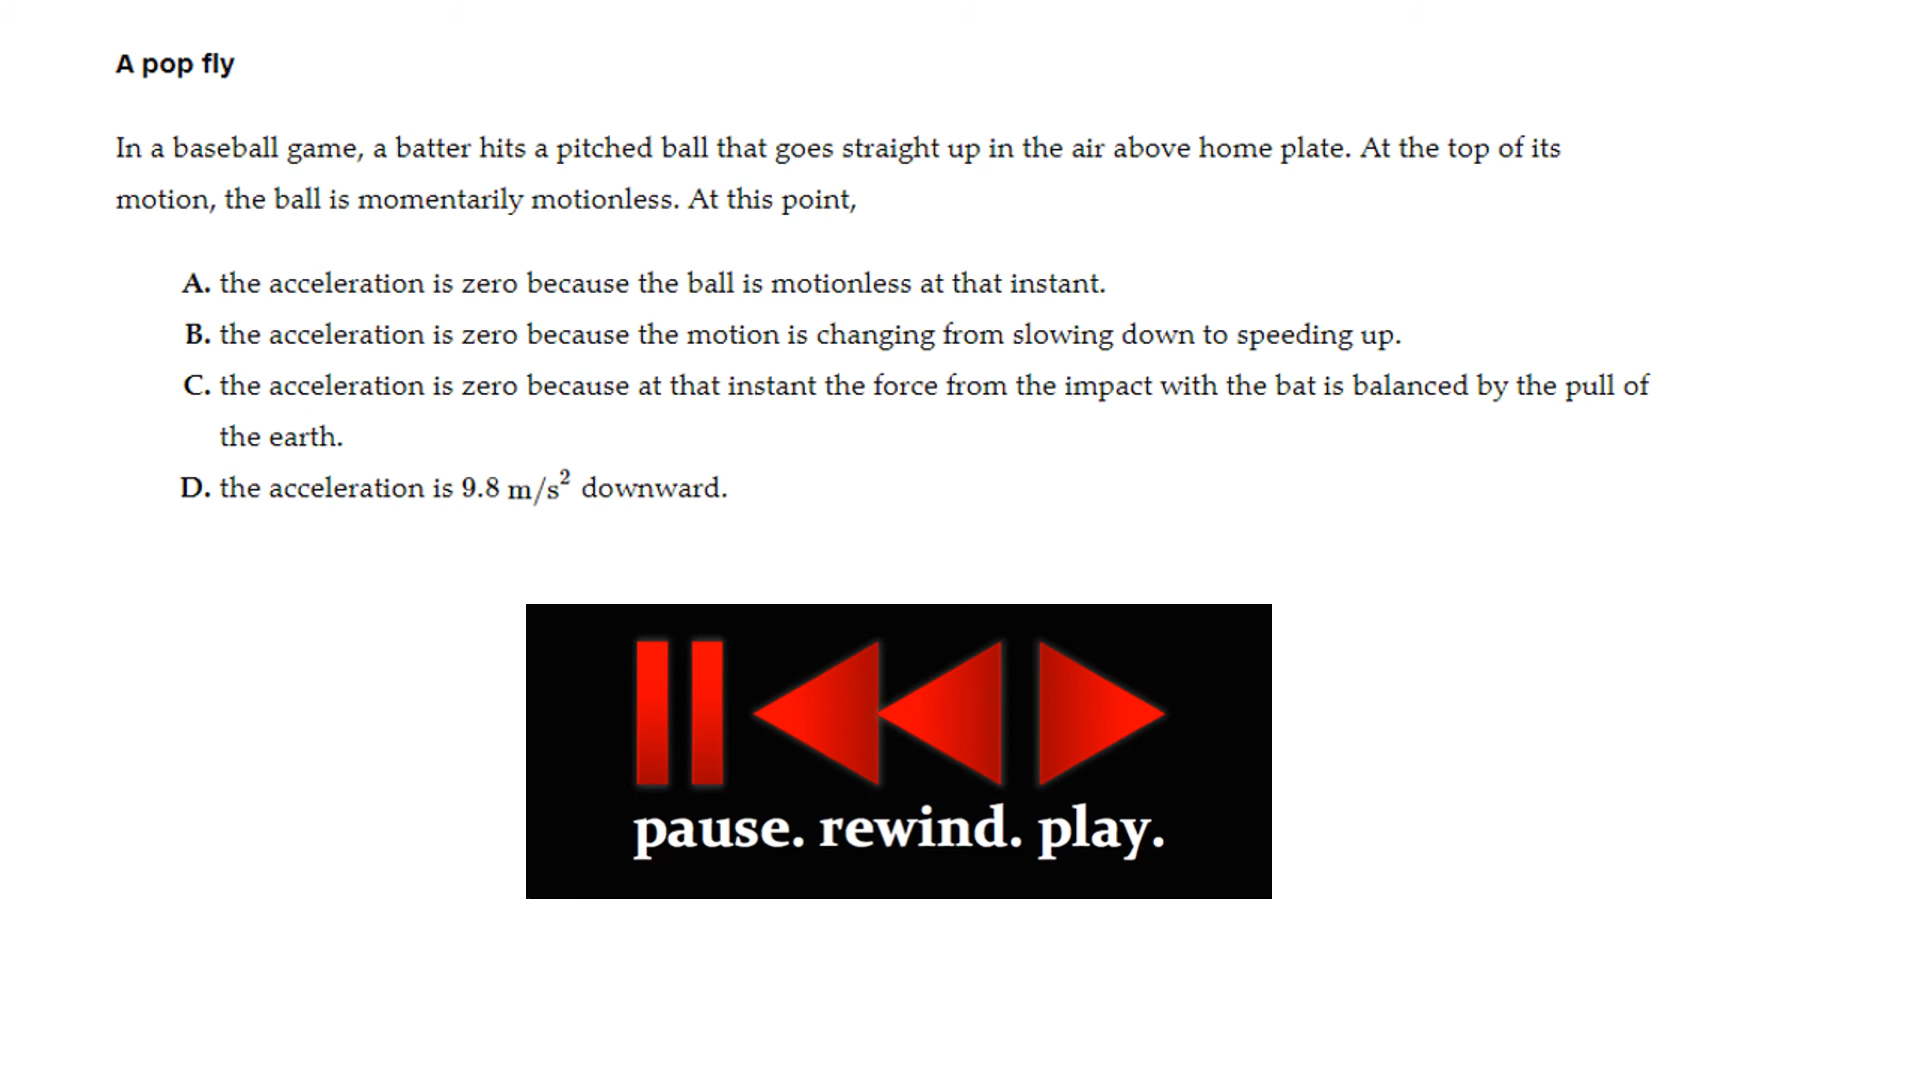 A pop fly
In a baseball game, a batter hits a pitched ball that goes straight up in the air above home plate. At the top of its
motion, the ball is momentarily motionless. At this point,
A. the acceleration is zero because the ball is motionless at that instant.
B. the acceleration is zero because the motion is changing from slowing down to speeding up.
C. the acceleration is zero because at that instant the force from the impact with the bat is balanced by the pull of
the earth.
D. the acceleration is 9.8 m/s² downward.
pause. rewind. play.